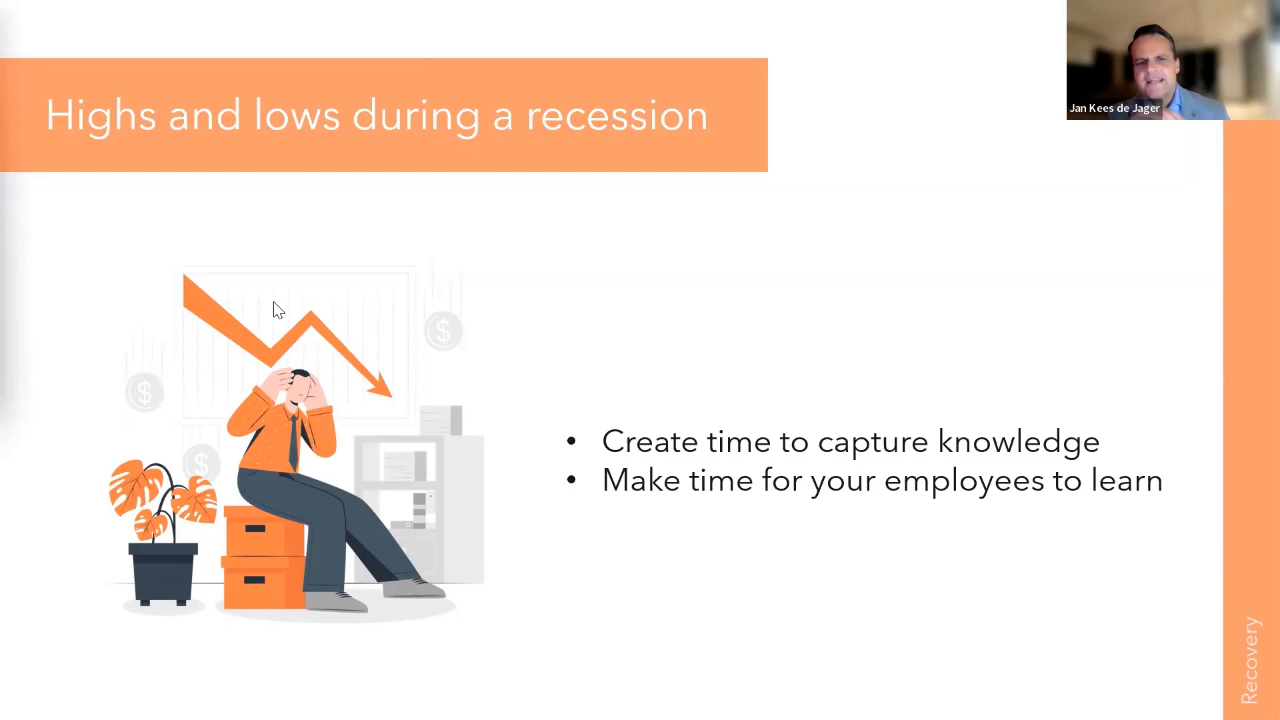 Highs and lows during a recession
Jan Kees de Jager
$
$
$
• Create time to capture knowledge
• Make time for your employees to learn
Recovery